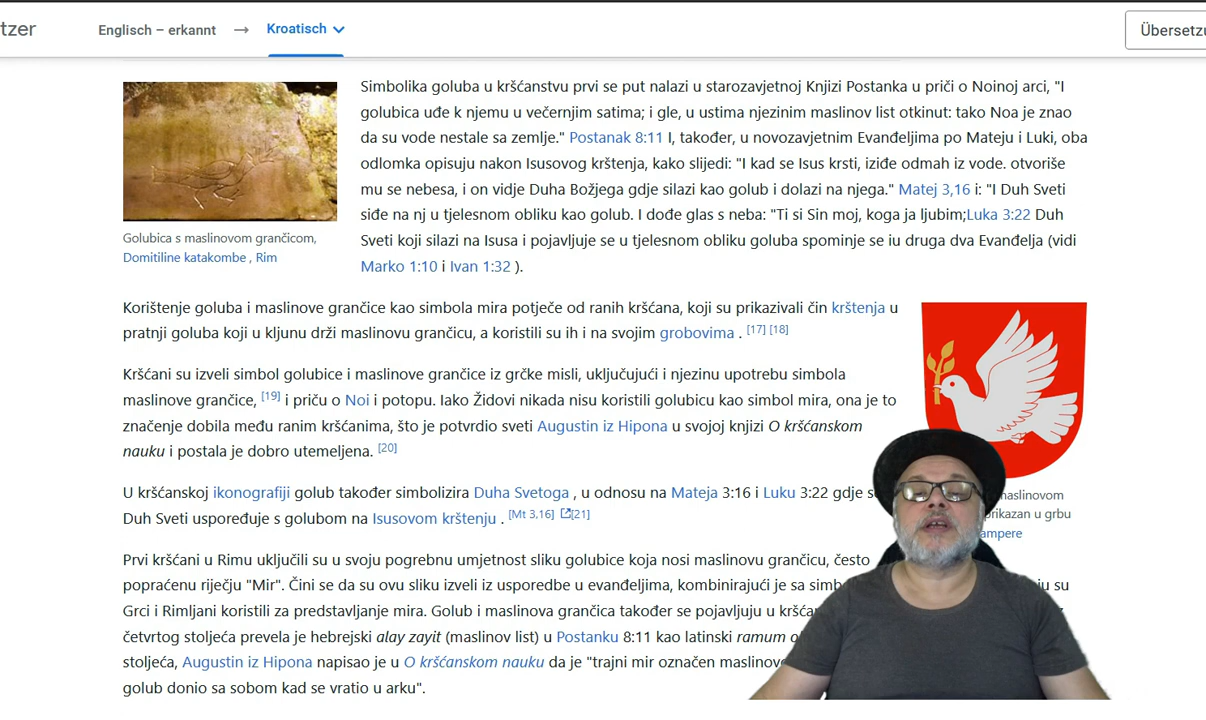 tzer Englisch – erkannt → Kroatisch Übersetzu
Simbolika goluba u kršćanstvu prvi se put nalazi u starozavjetnoj Knjizi Postanka u priči o Noinoj arci, "I
golubica uđe k njemu u večernjim satima; i gle, u ustima njezinim maslinov list otkinut: tako Noa je znao
da su vode nestale sa zemlje." Postanak 8:11 I, također, u novozavjetnim Evanđeljima po Mateju i Luki, oba
odlomka opisuju nakon Isusovog krštenja, kako slijedi: "I kad se Isus krsti, iziđe odmah iz vode. otvoriše
mu se nebesa, i on vidje Duha Božjega gdje silazi kao golub i dolazi na njega." Matej 3,16 i: "I Duh Sveti
siđe na nj u tjelesnom obliku kao golub. I dođe glas s neba: "Ti si Sin moj, koga ja ljubim;Luka 3:22 Duh
Sveti koji silazi na Isusa i pojavljuje se u tjelesnom obliku goluba spominje se iu druga dva Evanđelja (vidi
Marko 1:10 i Ivan 1:32 ).
Golubica s maslinovom grančicom,
Domitiline katakombe , Rim
Korištenje goluba i maslinove grančice kao simbola mira potječe od ranih kršćana, koji su prikazivali čin krštenja u
pratnji goluba koji u kljunu drži maslinovu grančicu, a koristili su ih i na svojim grobovima . [17] [18]
Kršćani su izveli simbol golubice i maslinove grančice iz grčke misli, uključujući i njezinu upotrebu simbola
maslinove grančice, [19] i priču o Noi i potopu. Iako Židovi nikada nisu koristili golubicu kao simbol mira, ona je to
značenje dobila među ranim kršćanima, što je potvrdio sveti Augustin iz Hipona u svojoj knjizi O kršćanskom
nauku i postala je dobro utemeljena. [20]
U kršćanskoj ikonografiji golub također simbolizira Duha Svetoga , u odnosu na Mateja 3:16 i Luku 3:22 gdje se
Duh Sveti uspoređuje s golubom na Isusovom krštenju . [Mt 3,16] [21]
maslinovom
prikazan u grbu
ampere
Prvi kršćani u Rimu uključili su u svoju pogrebnu umjetnost sliku golubice koja nosi maslinovu grančicu, često
popraćenu riječju "Mir". Čini se da su ovu sliku izveli iz usporedbe u evanđeljima, kombinirajući je sa simb ju su
Grci i Rimljani koristili za predstavljanje mira. Golub i maslinova grančica također se pojavljuju u kršća
četvrtog stoljeća prevela je hebrejski alay zayit (maslinov list) u Postanku 8:11 kao latinski ramum o
stoljeća, Augustin iz Hipona napisao je u O kršćanskom nauku da je "trajni mir označen maslinov
golub donio sa sobom kad se vratio u arku".